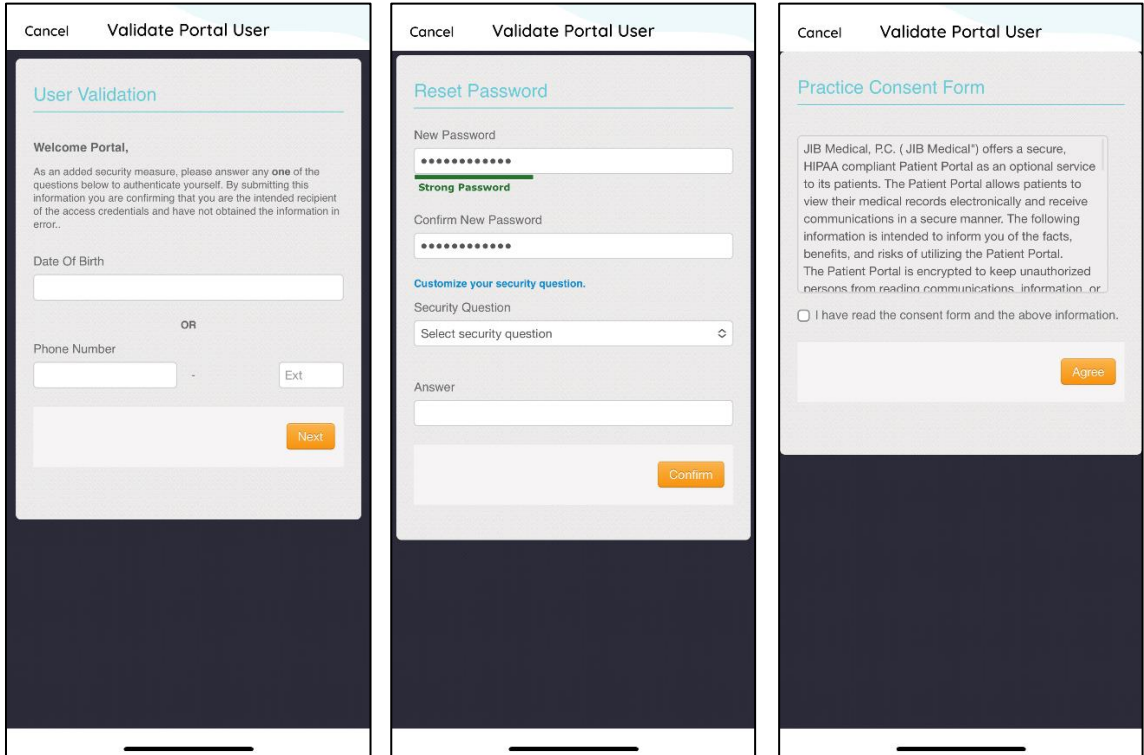 Cancel Validate Portal User
User Validation
Welcome Portal,
As an added security measure, please answer any one of the
questions below to authenticate yourself. By submitting this
information you are confirming that you are the intended recipient
of the access credentials and have not obtained the information in
error..
Date Of Birth
OR
Phone Number
- Ext
Next
Cancel Validate Portal User
Reset Password
New Password
••••••••••••
Strong Password
Confirm New Password
••••••••••••
Customize your security question.
Security Question
Select security question
Answer
Confirm
Cancel Validate Portal User
Practice Consent Form
JIB Medical, P.C. ( JIB Medical") offers a secure,
HIPAA compliant Patient Portal as an optional service
to its patients. The Patient Portal allows patients to
view their medical records electronically and receive
communications in a secure manner. The following
information is intended to inform you of the facts,
benefits, and risks of utilizing the Patient Portal.
The Patient Portal is encrypted to keep unauthorized
persons from reading communications, information, or
I have read the consent form and the above information.
Agree